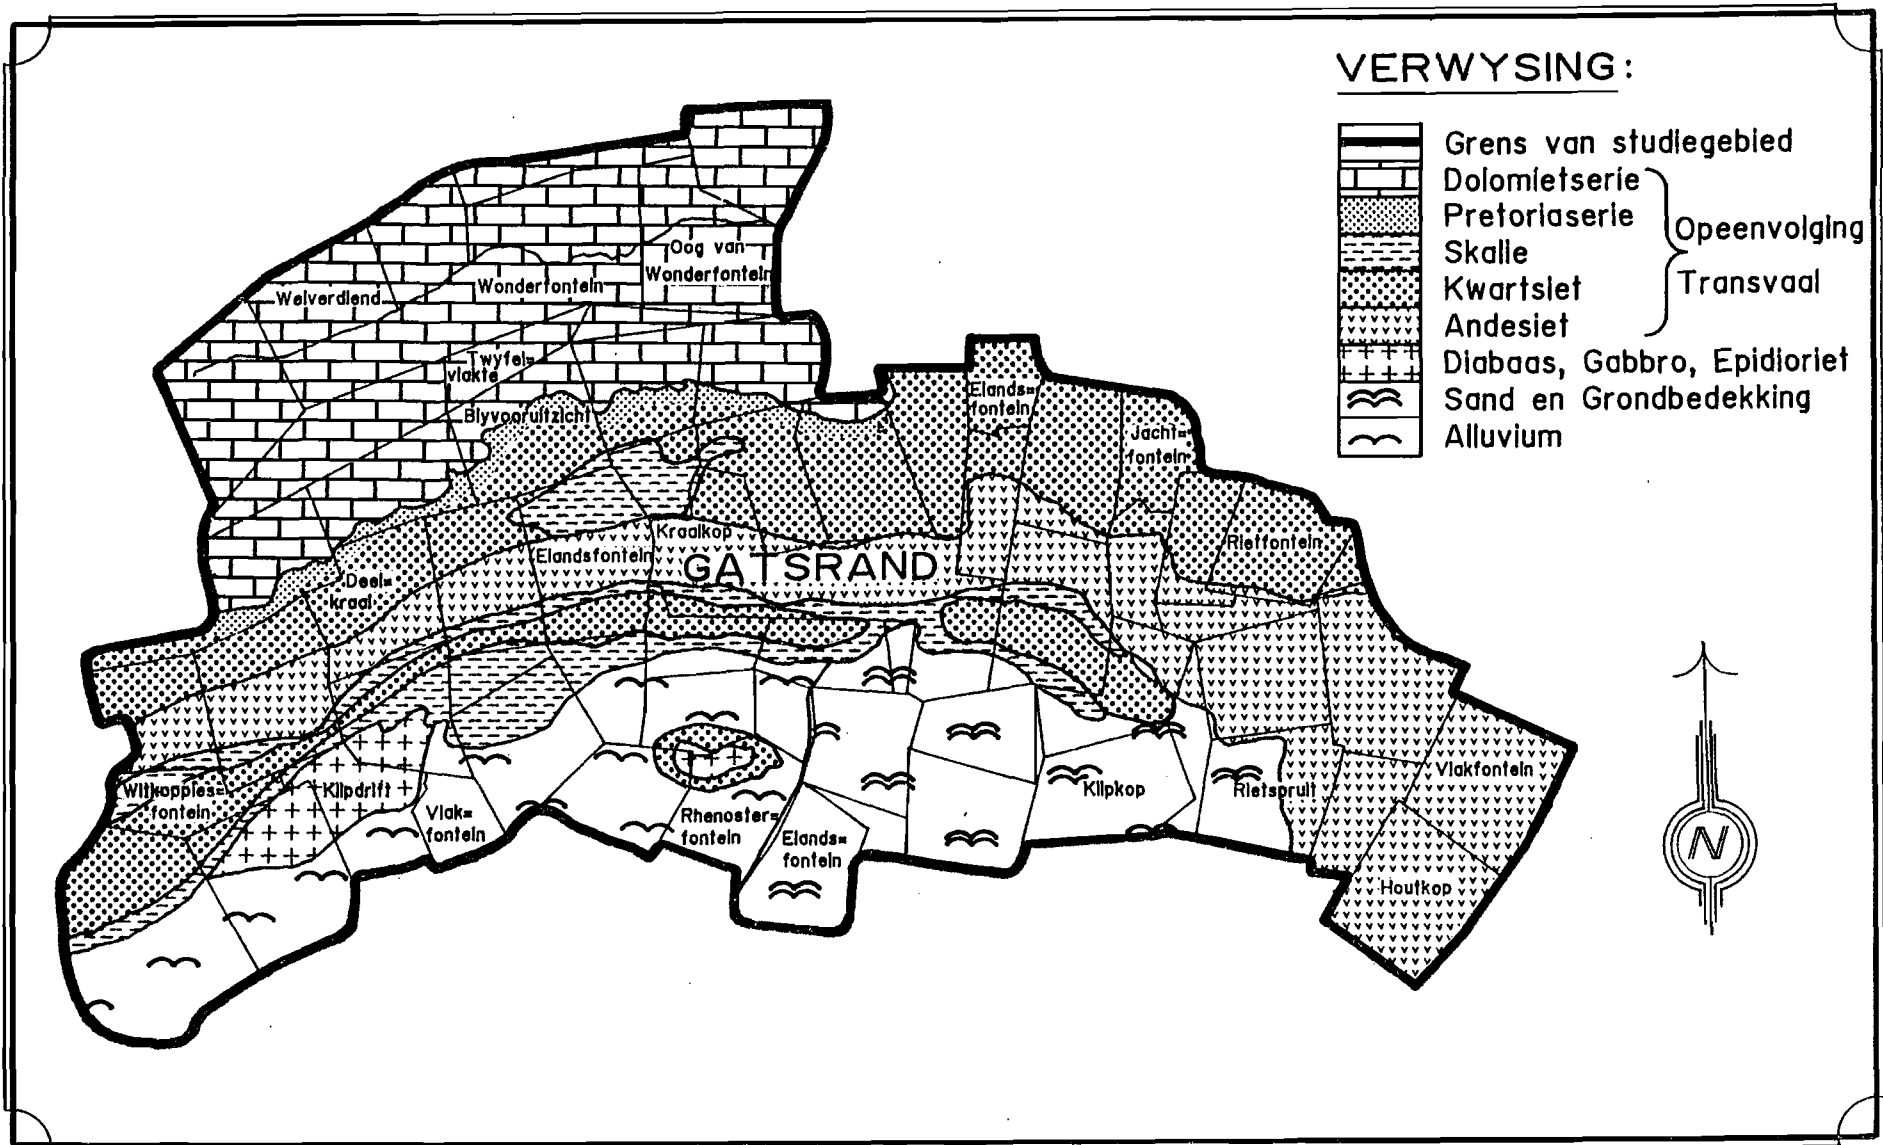 VERWYSING:
Grens van studiegebied
Dolomietserie
Pretoriaserie
Skalie
Kwartsiet
Andesiet
Opeenvolging
Transvaal
Diabaas, Gabbro, Epidioriet
Sand en Grondbedekking
Alluvium
Oog van
Wonderfontein
Wonderfontein
Welverdiend
Twyfel=
vlakte
Blyvooruitzicht
Elands=
fontein
Jacht=
fontein
Rietfontein
Kraalkop
Elandsfontein
GATSRAND
Deel=
kraal
Witkoppies=
fontein
Klipdrift
Vlak=
fontein
Rhenoster=
fontein
Elands=
fontein
Klipkop
Rietspruit
Vlakfontein
Houtkop
N